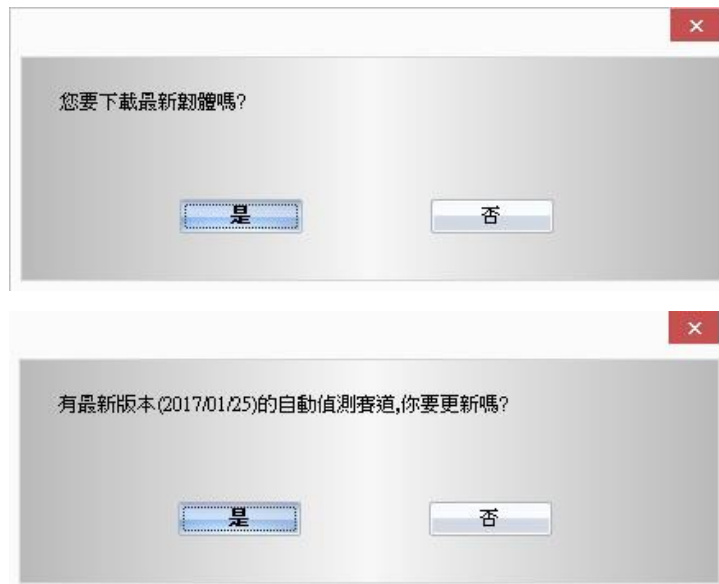 您要下載最新韌體嗎?
是 否
有最新版本(2017/01/25)的自動偵測賽道,你要更新嗎?
是 否